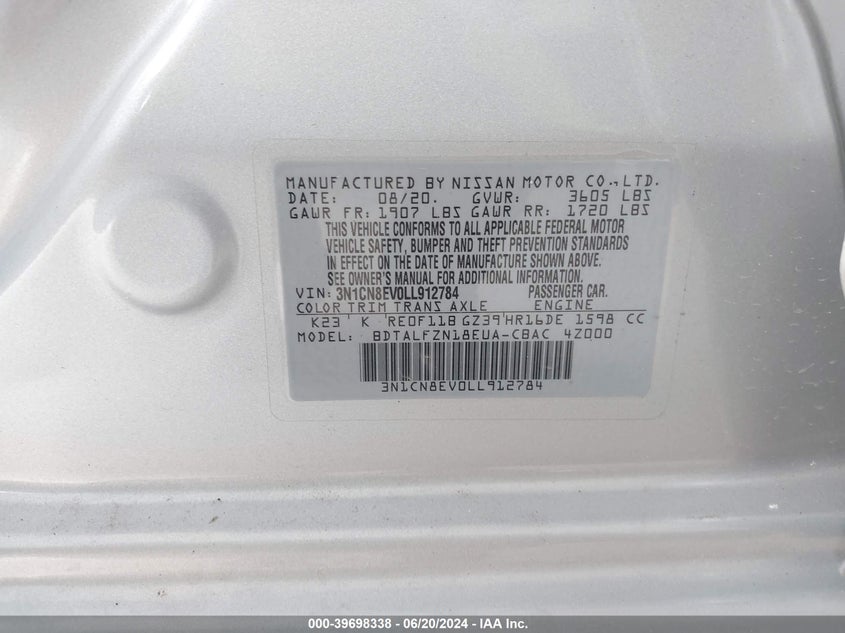 MANUFACTURED BY NISSAN MOTOR CO., LTD.
DATE: 08/20. GVWR: 3605 LBS
GAWR FR: 1907 LBS GAWR RR: 1720 LBS
THIS VEHICLE CONFORMS TO ALL APPLICABLE FEDERAL MOTOR
VEHICLE SAFETY, BUMPER AND THEFT PREVENTION STANDARDS
IN EFFECT ON THE DATE OF MANUFACTURE SHOWN ABOVE.
SEE OWNER'S MANUAL FOR ADDITIONAL INFORMATION.
VIN: 3N1CN8EV0LL912784 PASSENGER CAR.
COLOR TRIM TRANS AXLE ENGINE
K23 K RE0F11B GZ39 HR16DE 1598 CC
MODEL: BDTALFZN18EUA-CBAC 4Z000
3N1CN8EV0LL912784
000-39698338 - 06/20/2024 - IAAI Inc.